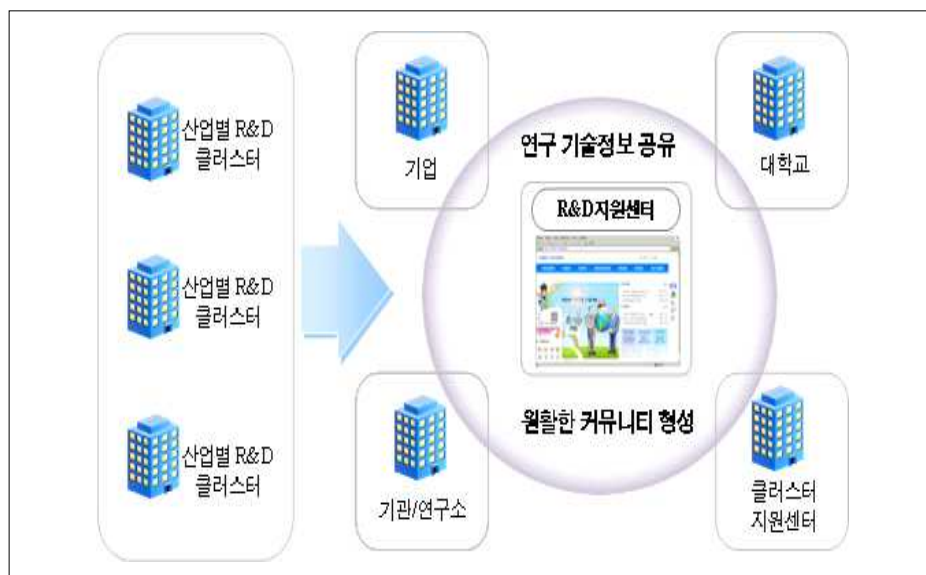 산업별 R&D
클러스터
산업별 R&D
클러스터
산업별 R&D
클러스터
기업
연구 기술정보 공유
대학교
R&D지원센터
원활한 커뮤니티 형성
기관/연구소
클러스터
지원센터